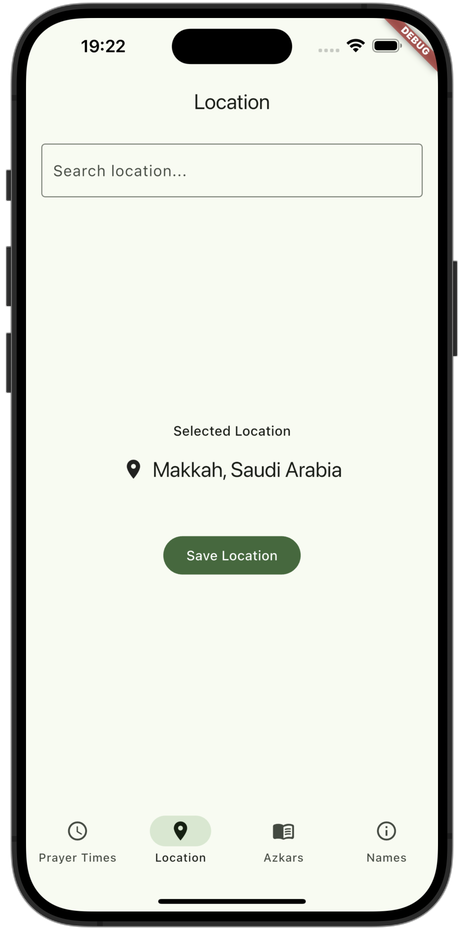 19:22
DEBUG
Location
Search location...
Selected Location
Makkah, Saudi Arabia
Save Location
Prayer Times
Location
Azkars
Names